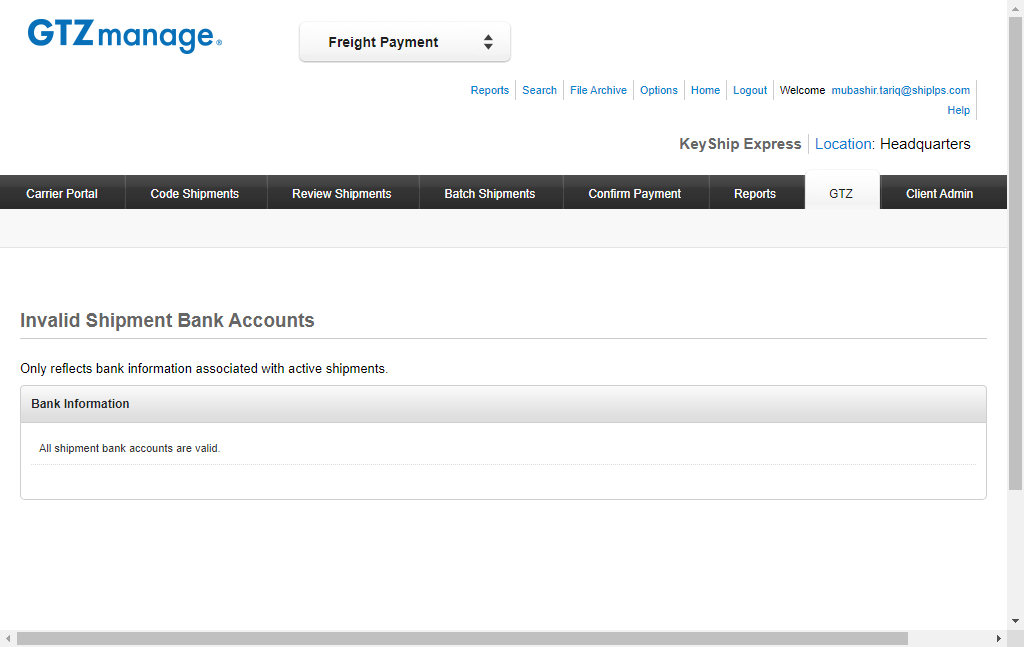 GTZmanage®
Freight Payment
Reports Search File Archive Options Home Logout Welcome mubashir.tariq@shiplps.com
Help
KeyShip Express Location: Headquarters
Carrier Portal Code Shipments Review Shipments Batch Shipments Confirm Payment Reports GTZ Client Admin
Invalid Shipment Bank Accounts
Only reflects bank information associated with active shipments.
Bank Information
All shipment bank accounts are valid.